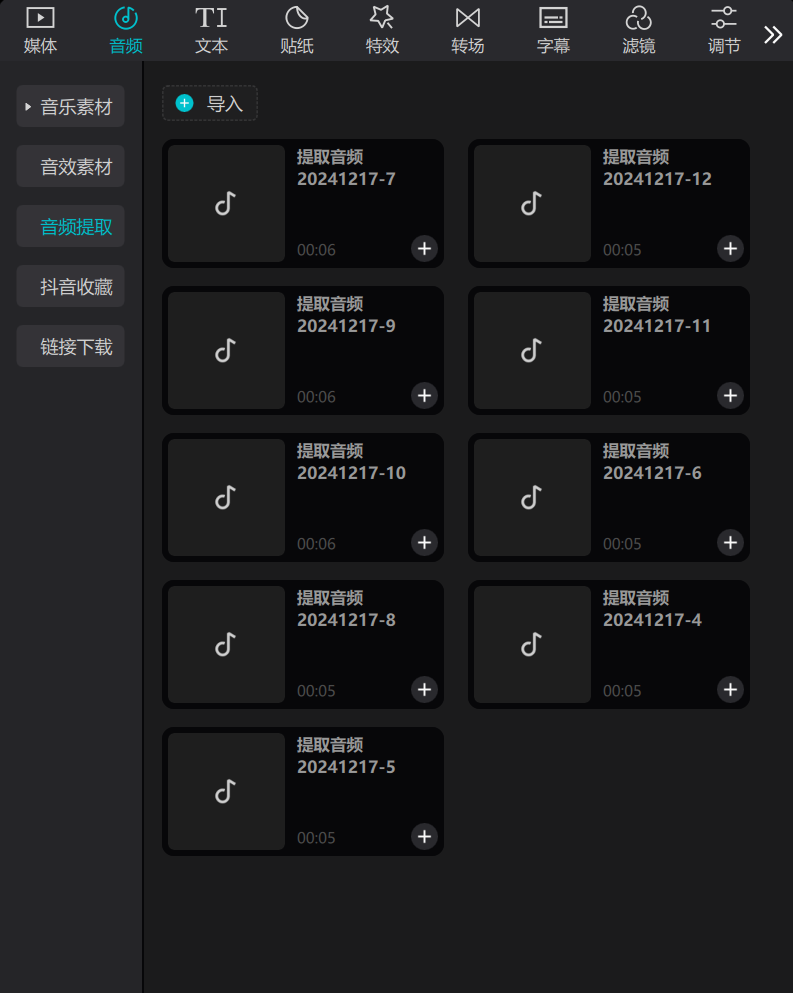 媒体
音频
文本
贴纸
特效
转场
字幕
滤镜
调节
音乐素材
音效素材
音频提取
抖音收藏
链接下载
导入
提取音频
20241217-7
00:06
提取音频
20241217-12
00:05
提取音频
20241217-9
00:06
提取音频
20241217-11
00:05
提取音频
20241217-10
00:06
提取音频
20241217-6
00:05
提取音频
20241217-8
00:05
提取音频
20241217-4
00:05
提取音频
20241217-5
00:05